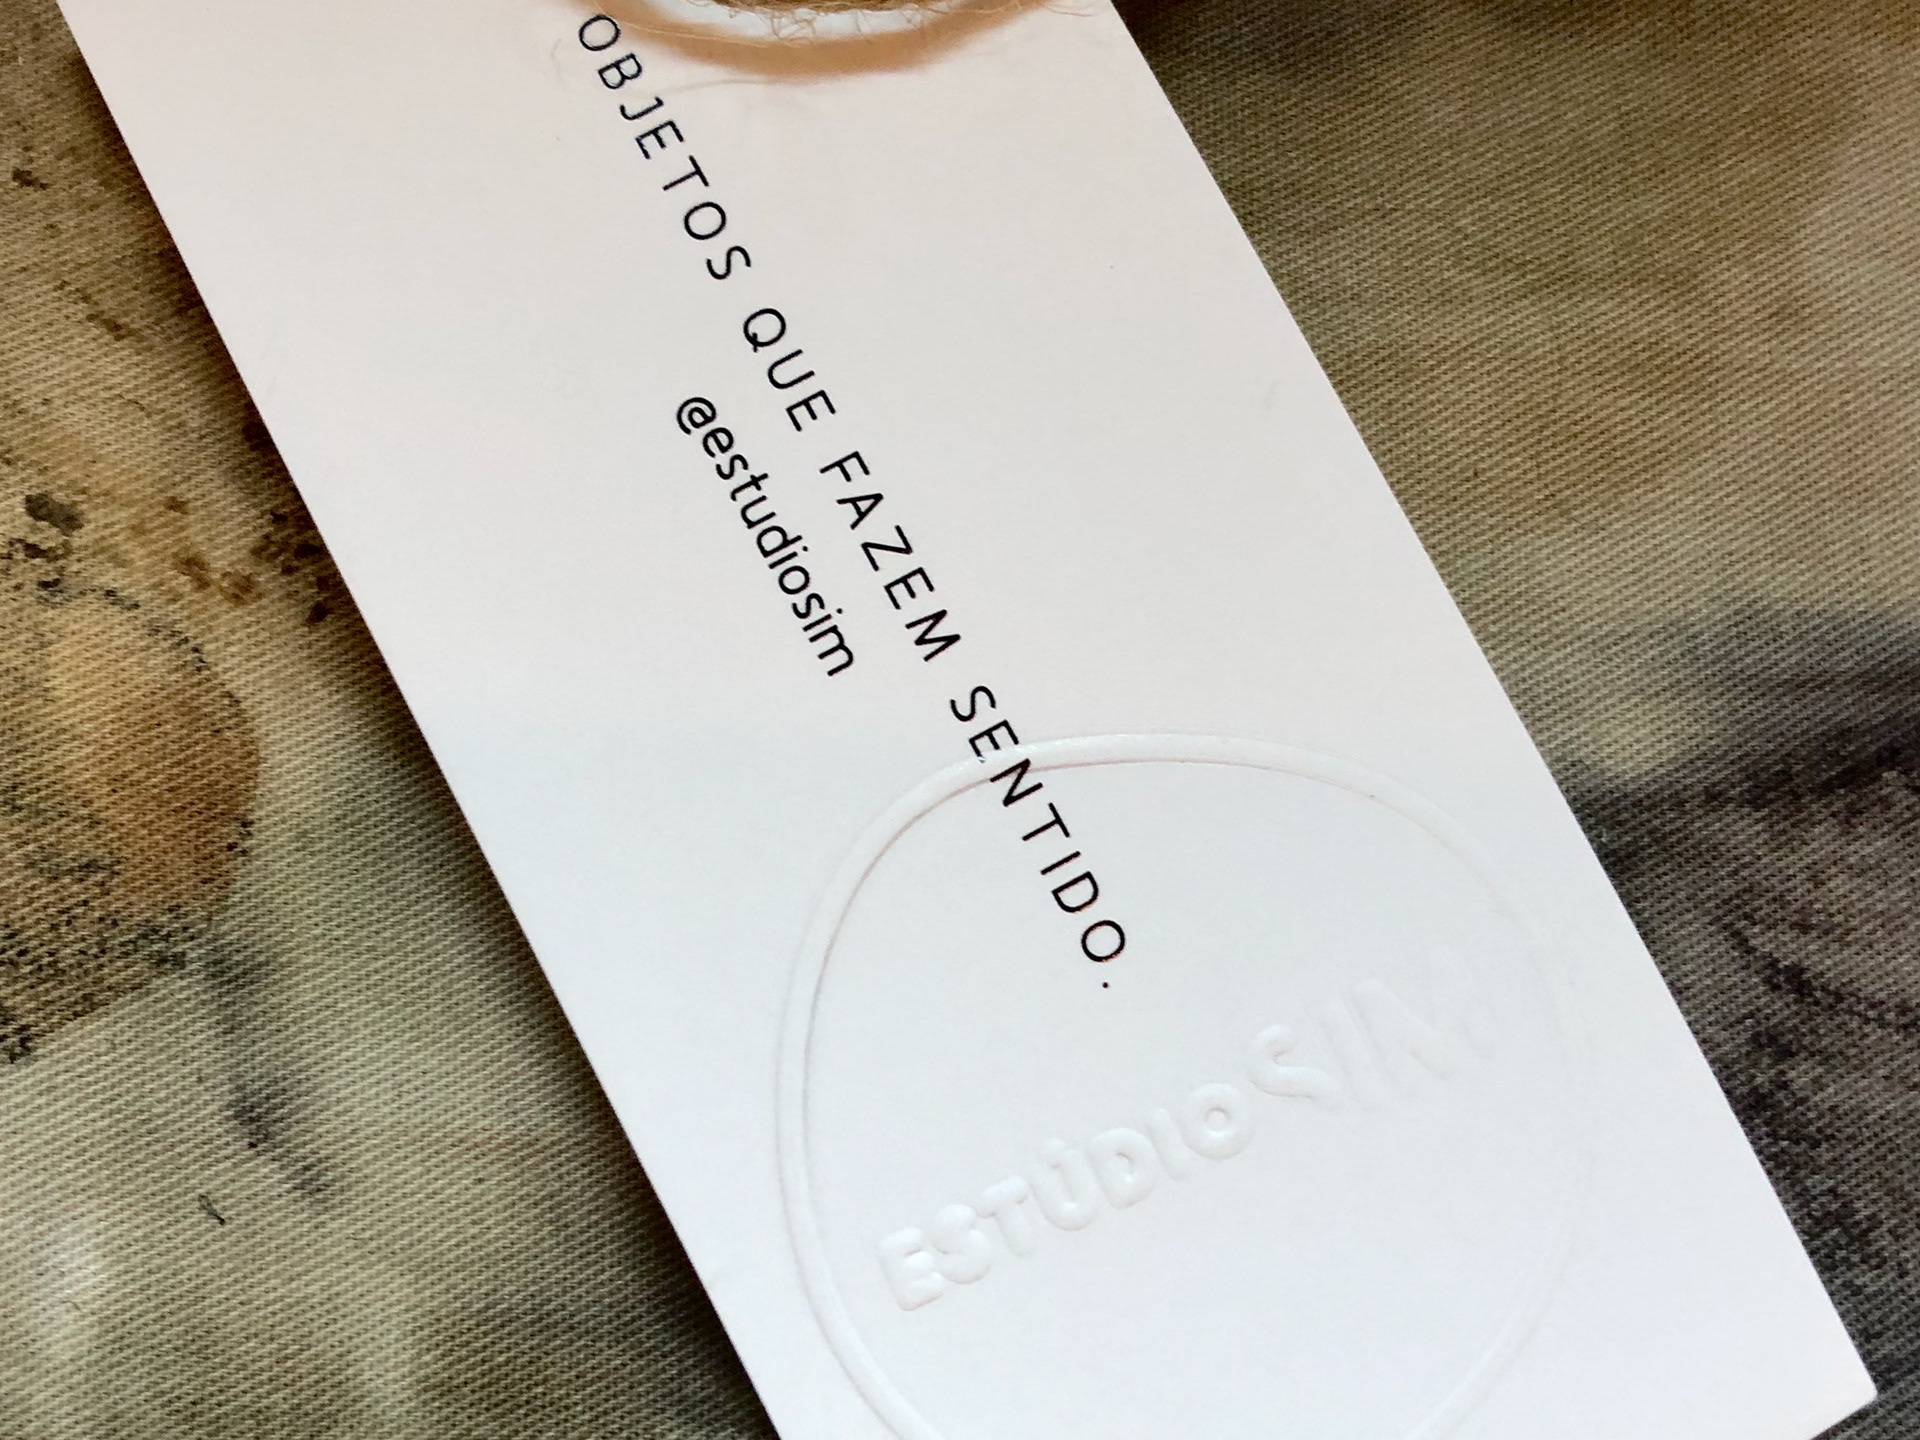 OBJETOS QUE FAZEM SENTIDO.
@estudiosim
ESTÚDIOSIM